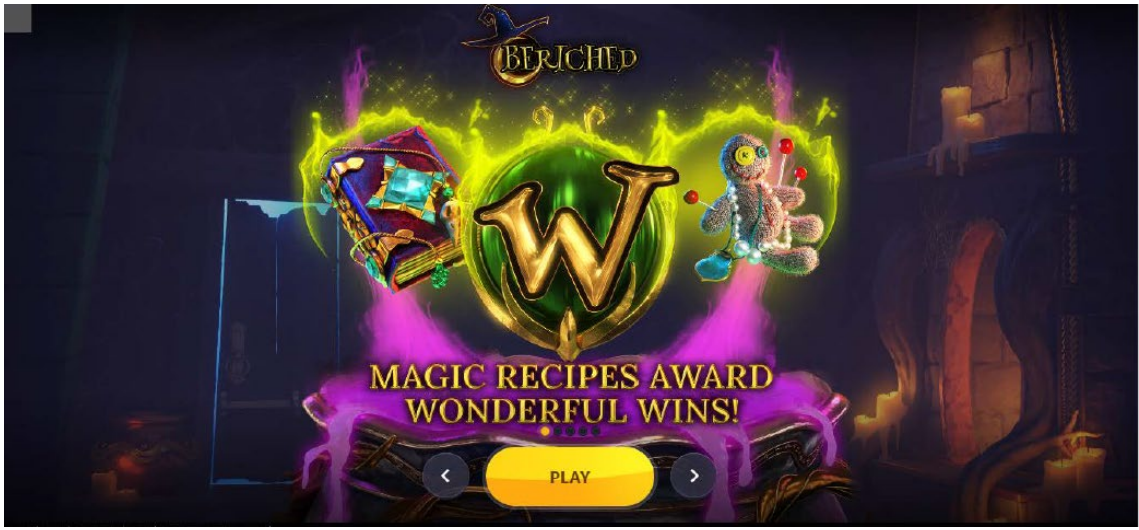 BERICHED
W
MAGIC RECIPES AWARD
WONDERFUL WINS!
PLAY